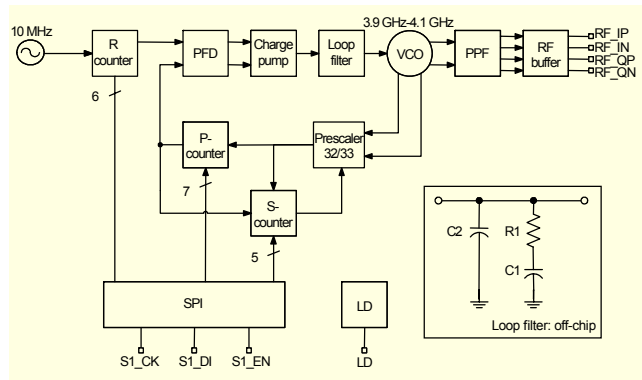 10 MHz
3.9 GHz-4.1 GHz
R
counter
PFD
Charge
pump
Loop
filter
VCO
PPF
RF
buffer
RF_IP
RF_IN
RF_QP
RF_QN
6
P-
counter
Prescaler
32/33
7
S-
counter
5
SPI
LD
S1_CK
S1_DI
S1_EN
LD
C2
R1
C1
Loop filter: off-chip